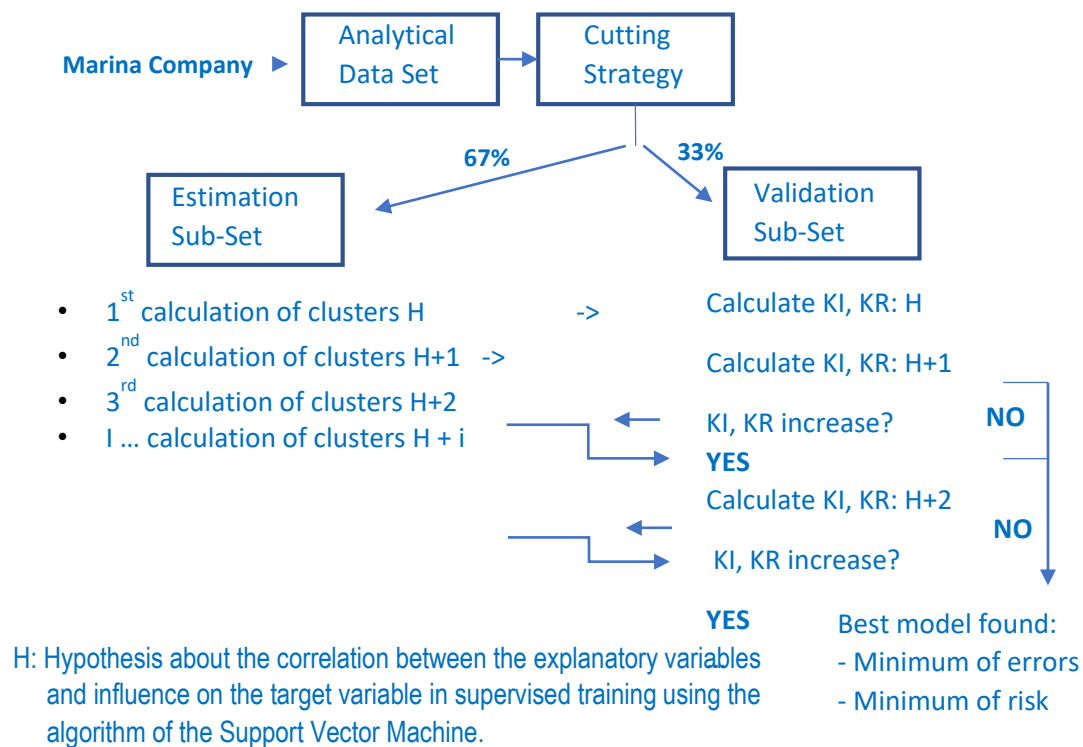 Marina Company
Analytical
Data Set
Cutting
Strategy
67%
33%
Estimation
Sub-Set
Validation
Sub-Set
• 1st calculation of clusters H ->
• 2nd calculation of clusters H+1 ->
• 3rd calculation of clusters H+2
• I ... calculation of clusters H + i
Calculate KI, KR: H
Calculate KI, KR: H+1
KI, KR increase?
NO
YES
Calculate KI, KR: H+2
NO
KI, KR increase?
YES
Best model found:
- Minimum of errors
- Minimum of risk
H: Hypothesis about the correlation between the explanatory variables
and influence on the target variable in supervised training using the
algorithm of the Support Vector Machine.